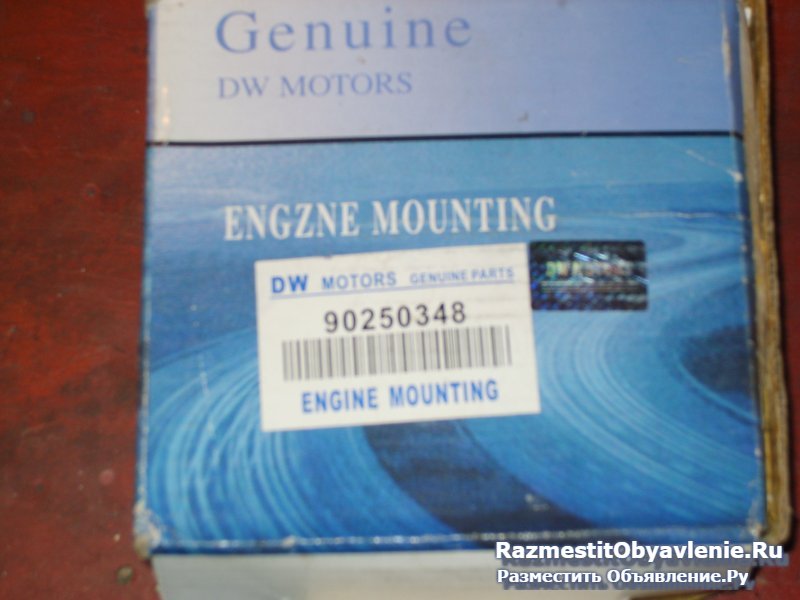 Genuine
DW MOTORS
ENGZNE MOUNTING
DW MOTORS GENUINE PARTS
90250348
ENGINE MOUNTING
RazmestitObyavlenie.Ru
Разместить Объявление.Ру